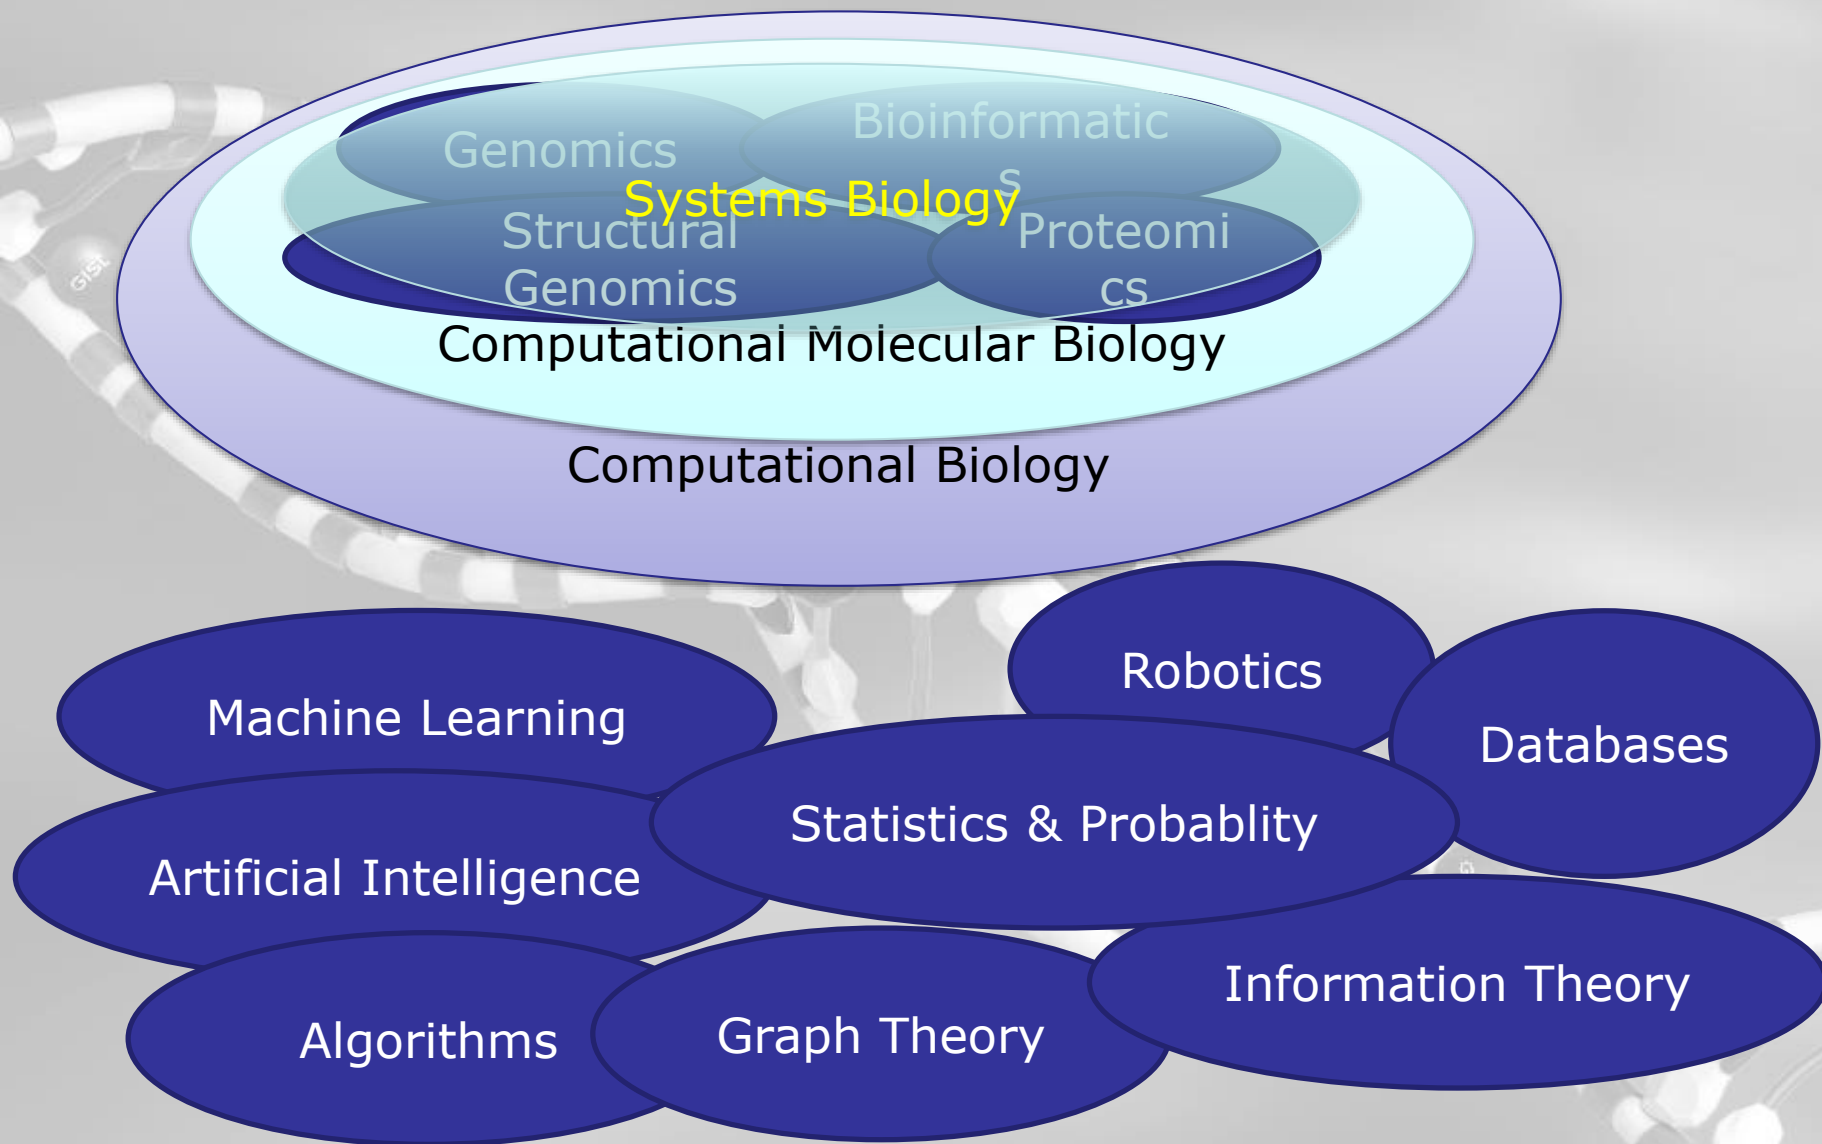 Genomics
Bioinformatic
s
Systems Biology
Structural
Genomics
Proteomi
cs
Computational Molecular Biology
Computational Biology
Robotics
Machine Learning
Databases
Statistics & Probablity
Artificial Intelligence
Information Theory
Algorithms
Graph Theory